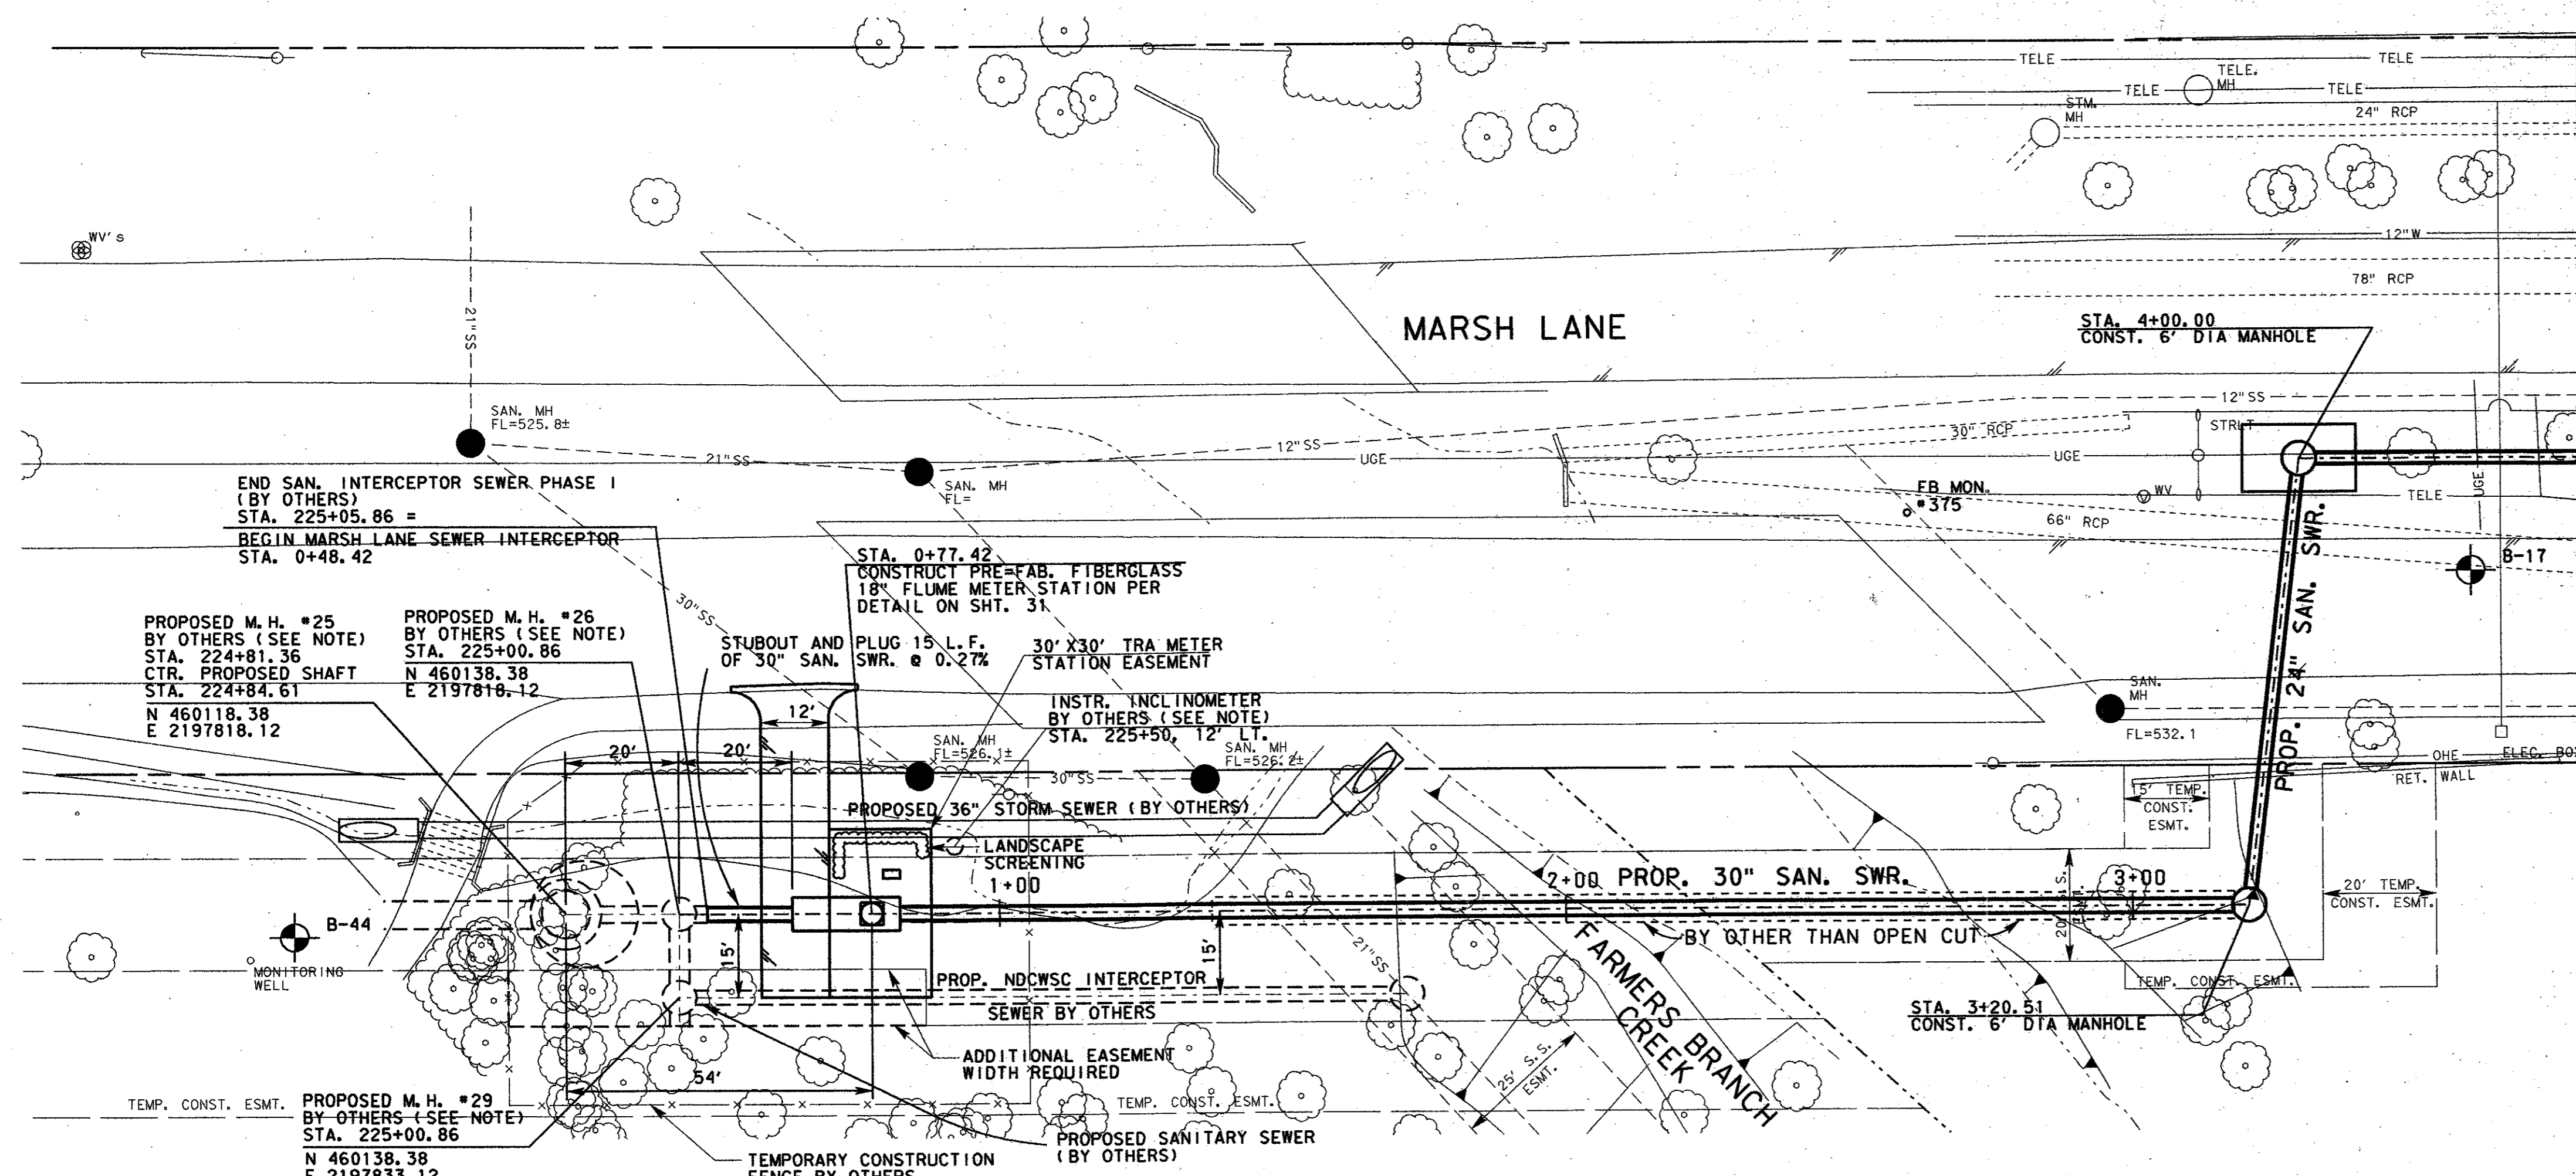 TELE
TELE
TELE.
MH
TELE
TELE
STM.
MH
24" RCP
WV's
12"W
78" RCP
21"SS
MARSH LANE
STA. 4+00.00
CONST. 6' DIA MANHOLE
SAN. MH
FL=525.8±
12"SS
STRLT
30" RCP
12"SS
21"SS
UGE
UGE
SAN. MH
FL=
END SAN. INTERCEPTOR SEWER PHASE I
(BY OTHERS)
STA. 225+05.86 =
BEGIN MARSH LANE SEWER INTERCEPTOR
STA. 0+48.42
FB MON.
#375
WV
TELE
UGE
66" RCP
B-17
STA. 0+77.42
CONSTRUCT PRE=FAB. FIBERGLASS
18" FLUME METER STATION PER
DETAIL ON SHT. 31
30"SS
PROPOSED M.H. #25
BY OTHERS (SEE NOTE)
STA. 224+81.36
CTR. PROPOSED SHAFT
STA. 224+84.61
N 460118.38
E 2197818.12
PROPOSED M.H. #26
BY OTHERS (SEE NOTE)
STA. 225+00.86
N 460138.38
E 2197818.12
STUBOUT AND PLUG 15 L.F.
OF 30" SAN. SWR. @ 0.27%
30'X30' TRA METER
STATION EASEMENT
INSTR. INCLINOMETER
BY OTHERS (SEE NOTE)
STA. 225+50, 12' LT.
PROP. 24" SAN. SWR.
SAN.
MH
FL=532.1
12'
20'
20'
SAN. MH
FL=526.1±
SAN. MH
FL=526.2±
30"SS
OHE
ELEC. BO
RET. WALL
PROPOSED 36" STORM SEWER (BY OTHERS)
15' TEMP.
CONST.
ESMT.
LANDSCAPE
SCREENING
1+00
2+00
PROP. 30" SAN. SWR.
3+00
20' S.S.
ESMT.
20' TEMP.
CONST. ESMT.
B-44
BY OTHER THAN OPEN CUT
MONITORING
WELL
15'
15'
21"SS
PROP. NDCWSC INTERCEPTOR
SEWER BY OTHERS
FARMERS BRANCH
CREEK
TEMP. CONST. ESMT.
STA. 3+20.51
CONST. 6' DIA MANHOLE
ADDITIONAL EASEMENT
WIDTH REQUIRED
54'
25' S.S.
ESMT.
TEMP. CONST. ESMT.
TEMP. CONST. ESMT.
PROPOSED M.H. #29
BY OTHERS (SEE NOTE)
STA. 225+00.86
N 460138.38
E 2197833.12
PROPOSED SANITARY SEWER
(BY OTHERS)
TEMPORARY CONSTRUCTION
FENCE BY OTHERS